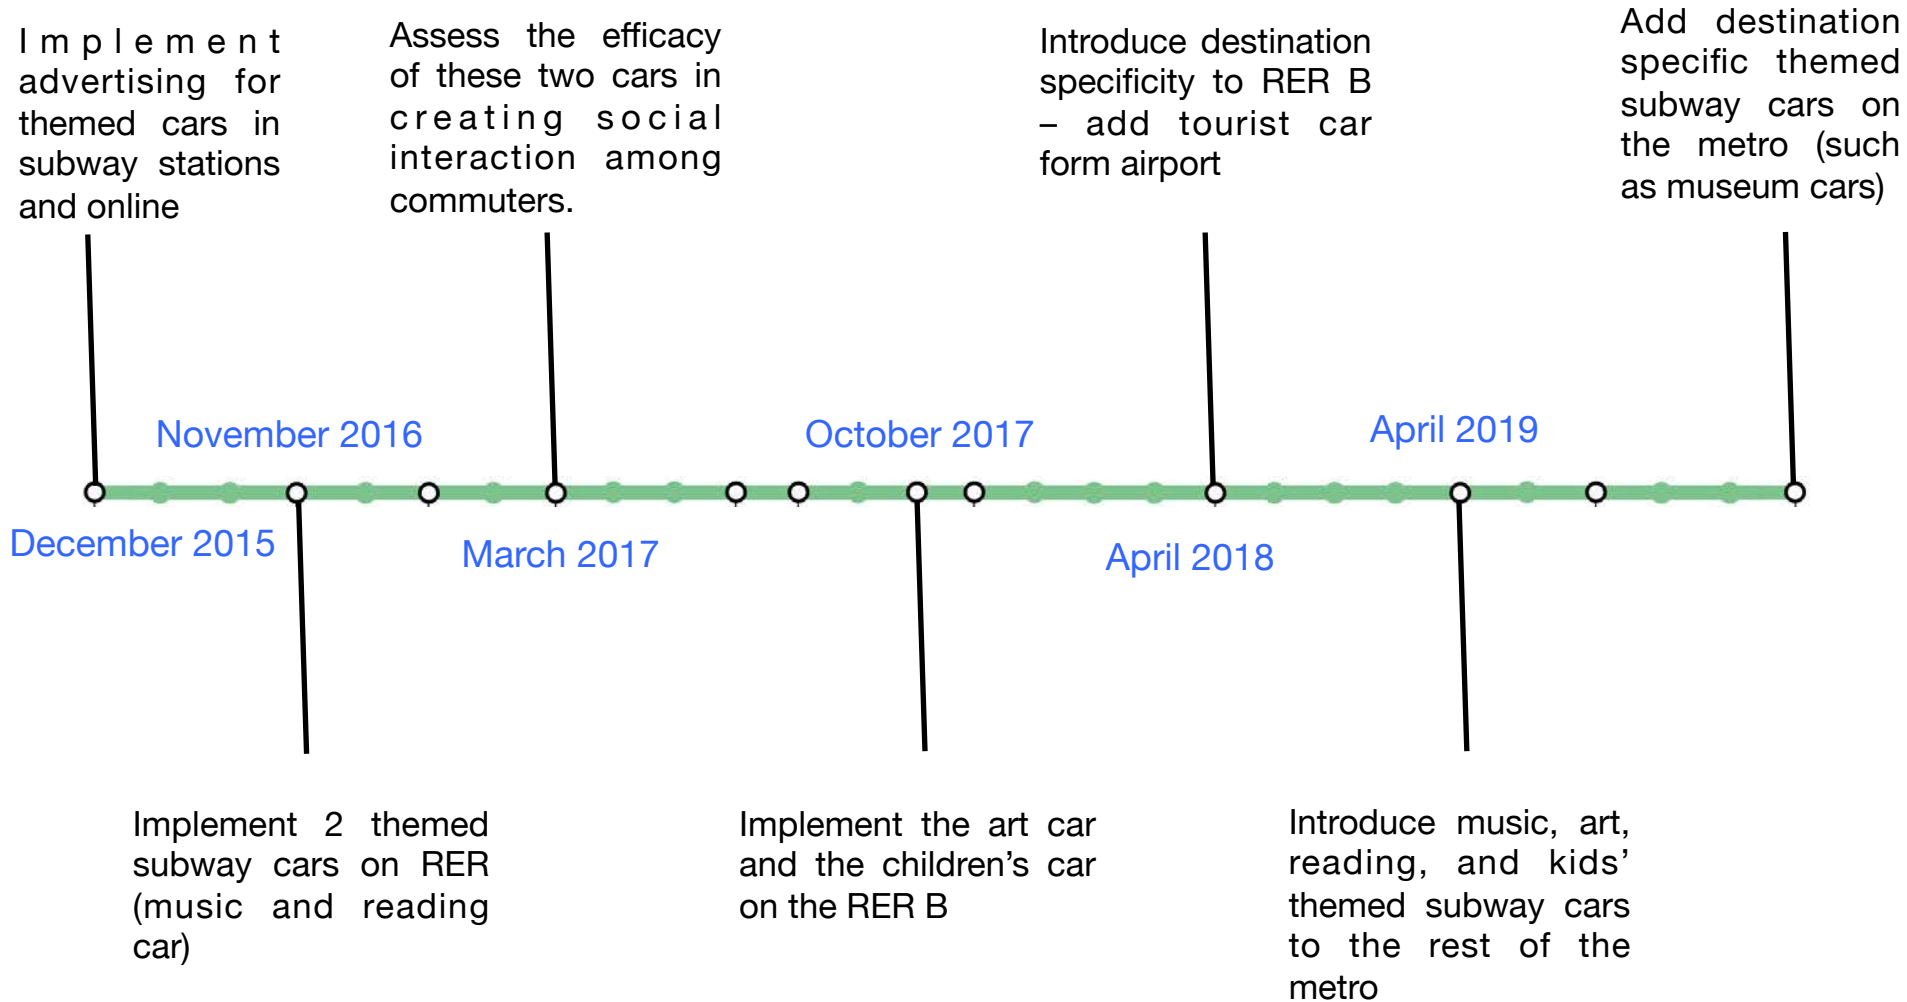 Implement
advertising for
themed cars in
subway stations
and online
Assess the efficacy
of these two cars in
creating social
interaction among
commuters.
Introduce destination
specificity to RER B
– add tourist car
form airport
Add destination
specific themed
subway cars on
the metro (such
as museum cars)
November 2016
October 2017
April 2019
December 2015
March 2017
April 2018
Implement 2 themed
subway cars on RER
(music and reading
car)
Implement the art car
and the children’s car
on the RER B
Introduce music, art,
reading, and kids’
themed subway cars
to the rest of the
metro